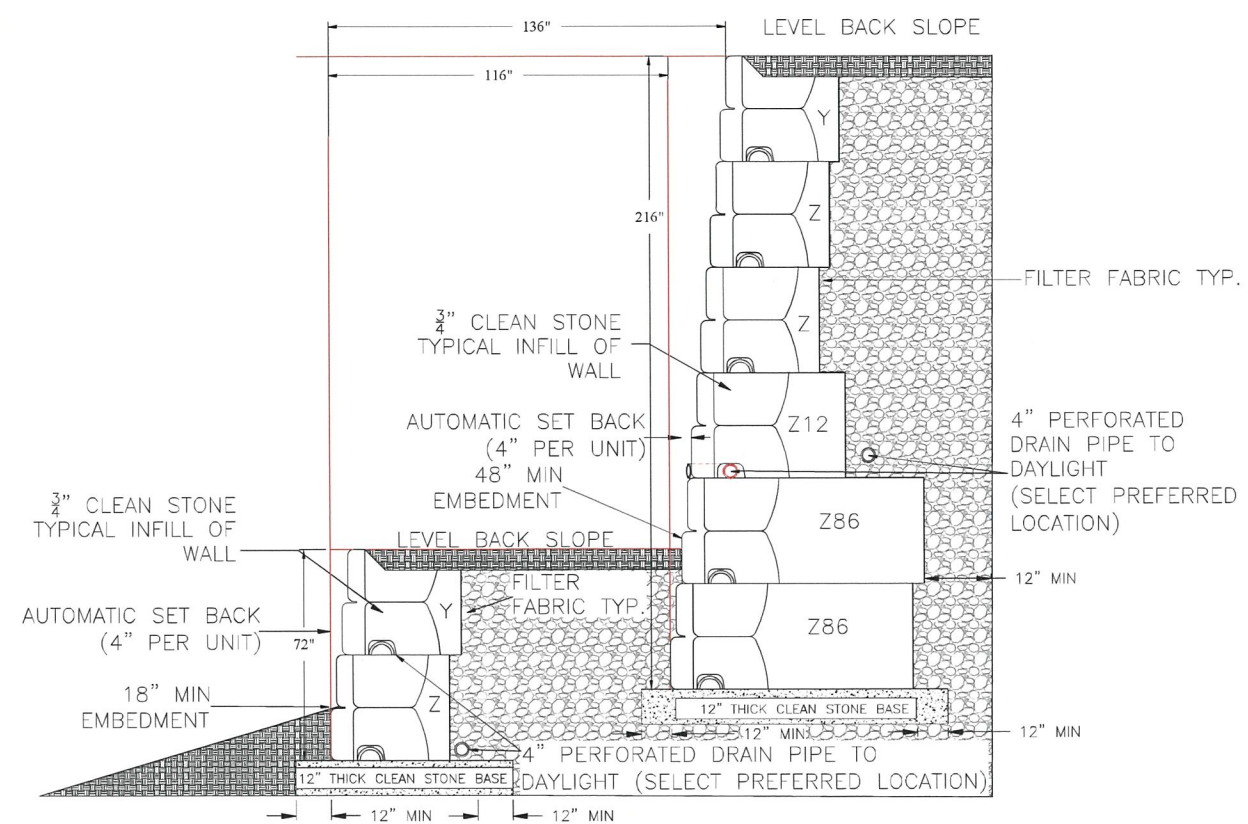 136"
LEVEL BACK SLOPE
116"
Y
216"
Z
FILTER FABRIC TYP.
Z
3/4" CLEAN STONE
TYPICAL INFILL OF
WALL
Z12
AUTOMATIC SET BACK
(4" PER UNIT)
48" MIN
EMBEDMENT
4" PERFORATED
DRAIN PIPE TO
DAYLIGHT
(SELECT PREFERRED
LOCATION)
3/4" CLEAN STONE
TYPICAL INFILL OF
WALL
LEVEL BACK SLOPE
Z86
12" MIN
FILTER
FABRIC TYP.
Y
AUTOMATIC SET BACK
(4" PER UNIT)
72"
Z86
18" MIN
EMBEDMENT
Z
12" THICK CLEAN STONE BASE
12" MIN
12" MIN
4" PERFORATED DRAIN PIPE TO
DAYLIGHT (SELECT PREFERRED LOCATION)
12" THICK CLEAN STONE BASE
12" MIN
12" MIN